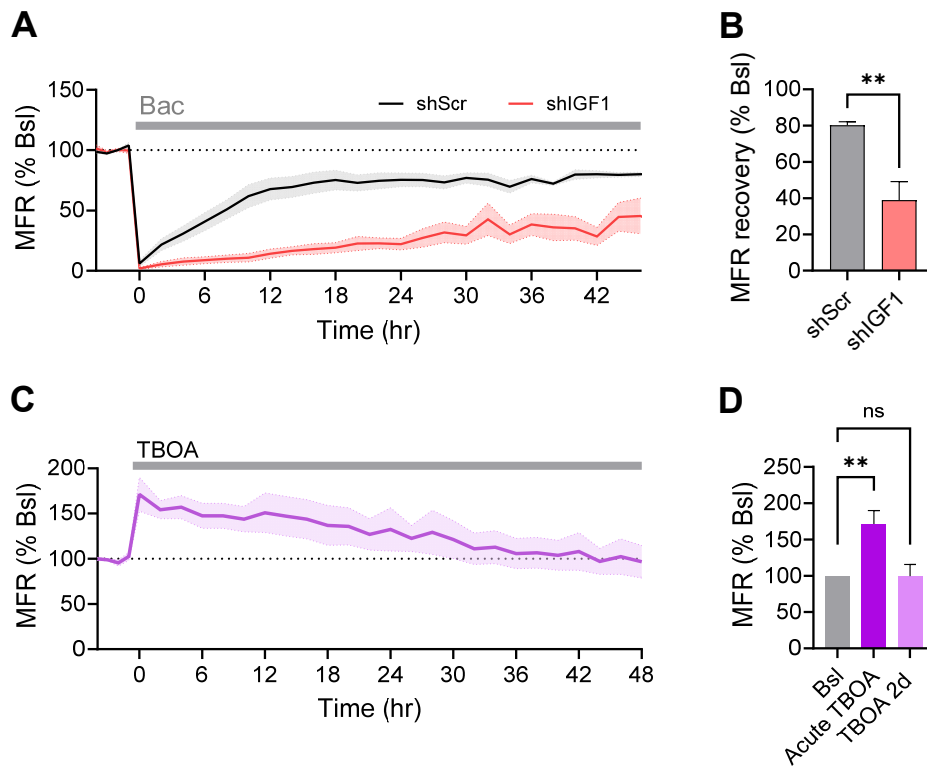 A
MFR (% Bsl)
150
100
50
0
Bac
shScr
shIGF1
0 6 12 18 24 30 36 42
Time (hr)
B
MFR recovery (% Bsl)
100
80
60
40
20
0
**
shScr
shIGF1
C
MFR (% Bsl)
200
150
100
50
0
TBOA
0 6 12 18 24 30 36 42 48
Time (hr)
D
MFR (% Bsl)
250
200
150
100
50
0
ns
**
Bsl
Acute TBOA
TBOA 2d